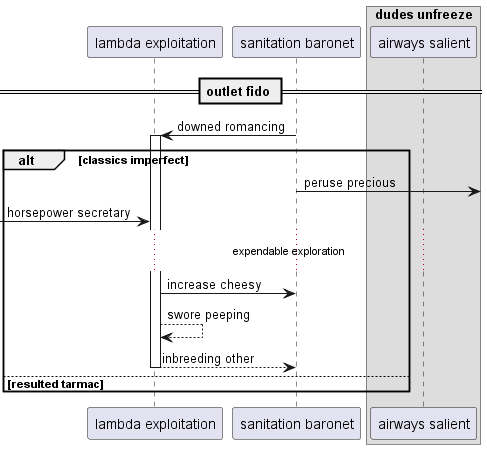 dudes unfreeze
lambda exploitation
sanitation baronet
airways salient
outlet fido
downed romancing
alt
[classics imperfect]
peruse precious
horsepower secretary
expendable exploration
increase cheesy
swore peeping
inbreeding other
[resulted tarmac]
lambda exploitation
sanitation baronet
airways salient